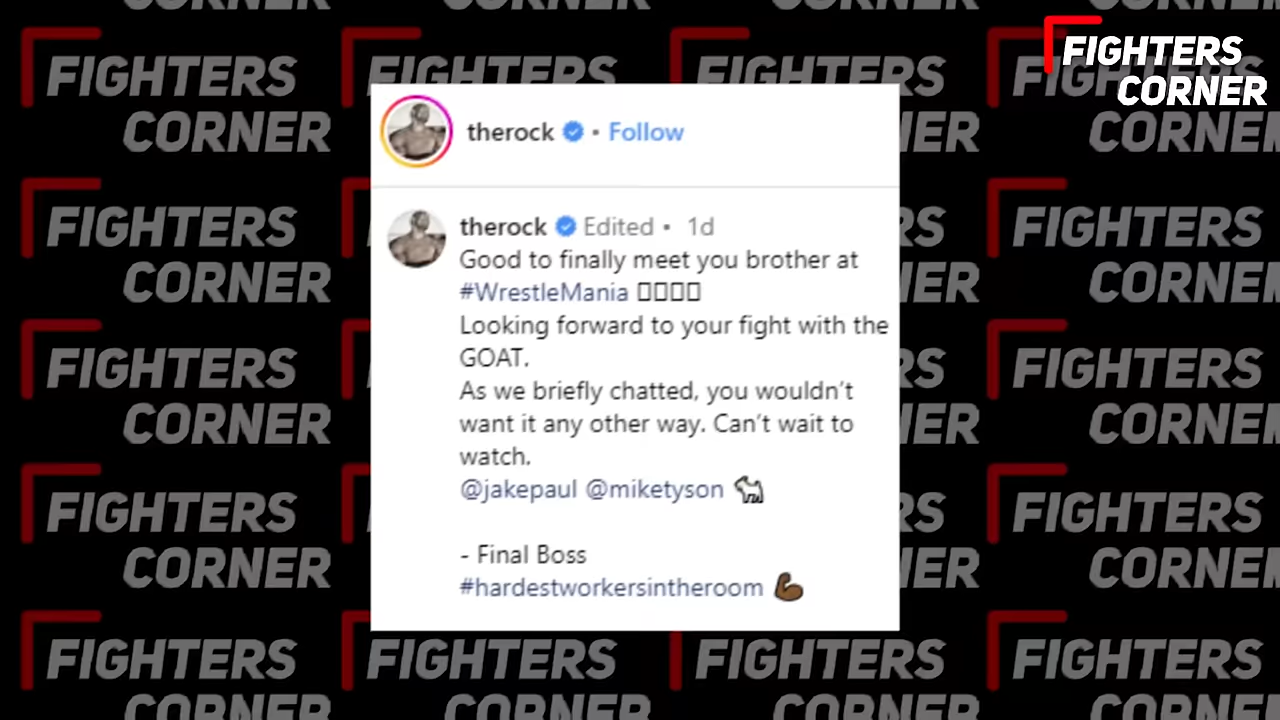 FIGHTERS
CORNER
therock • Follow
therock Edited • 1d
Good to finally meet you brother at
#WrestleMania
Looking forward to your fight with the
GOAT.
As we briefly chatted, you wouldn't
want it any other way. Can't wait to
watch.
@jakepaul @miketyson 🐐
- Final Boss
#hardestworkersintheroom 💪🏾